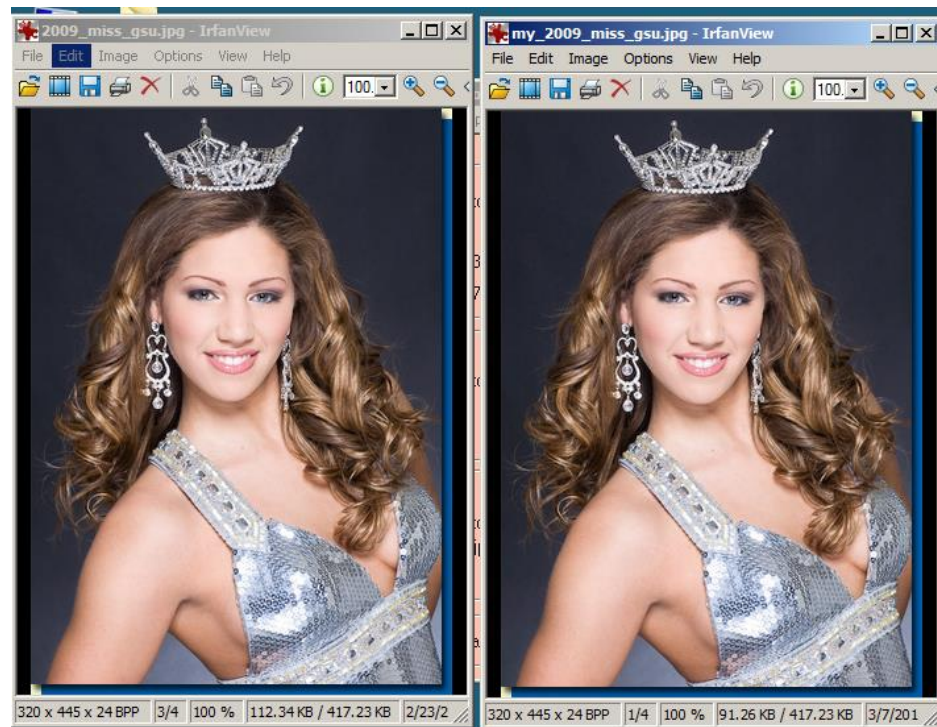 2009_miss_gsu.jpg - IrfanView
File Edit Image Options View Help
100.
320 x 445 x 24 BPP 3/4 100 % 112.34 KB / 417.23 KB 2/23/2
my_2009_miss_gsu.jpg - IrfanView
File Edit Image Options View Help
100.
320 x 445 x 24 BPP 1/4 100 % 91.26 KB / 417.23 KB 3/7/201